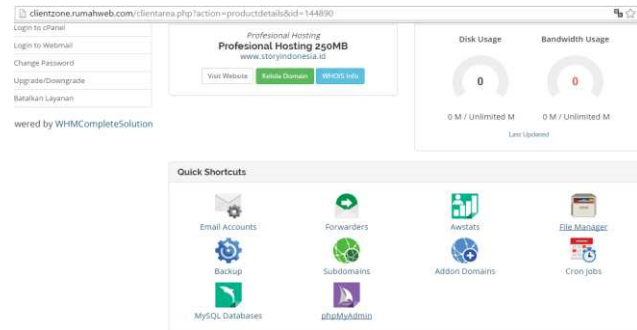 clientzone.rumahweb.com/clientarea.php?action=productdetails&id=144890
Login to cPanel
Login to Webmail
Change Password
Upgrade/Downgrade
Batalkan Layanan
wered by WHMCompleteSolution
Profesional Hosting
Profesional Hosting 250MB
www.storyindonesia.id
Visit Website
Kelola Domain
WHOIS Info
Disk Usage
Bandwidth Usage
0
0
0 M / Unlimited M
0 M / Unlimited M
Last Updated
Quick Shortcuts
Email Accounts
Forwarders
Awstats
File Manager
Backup
Subdomains
Addon Domains
Cron Jobs
MySQL Databases
phpMyAdmin